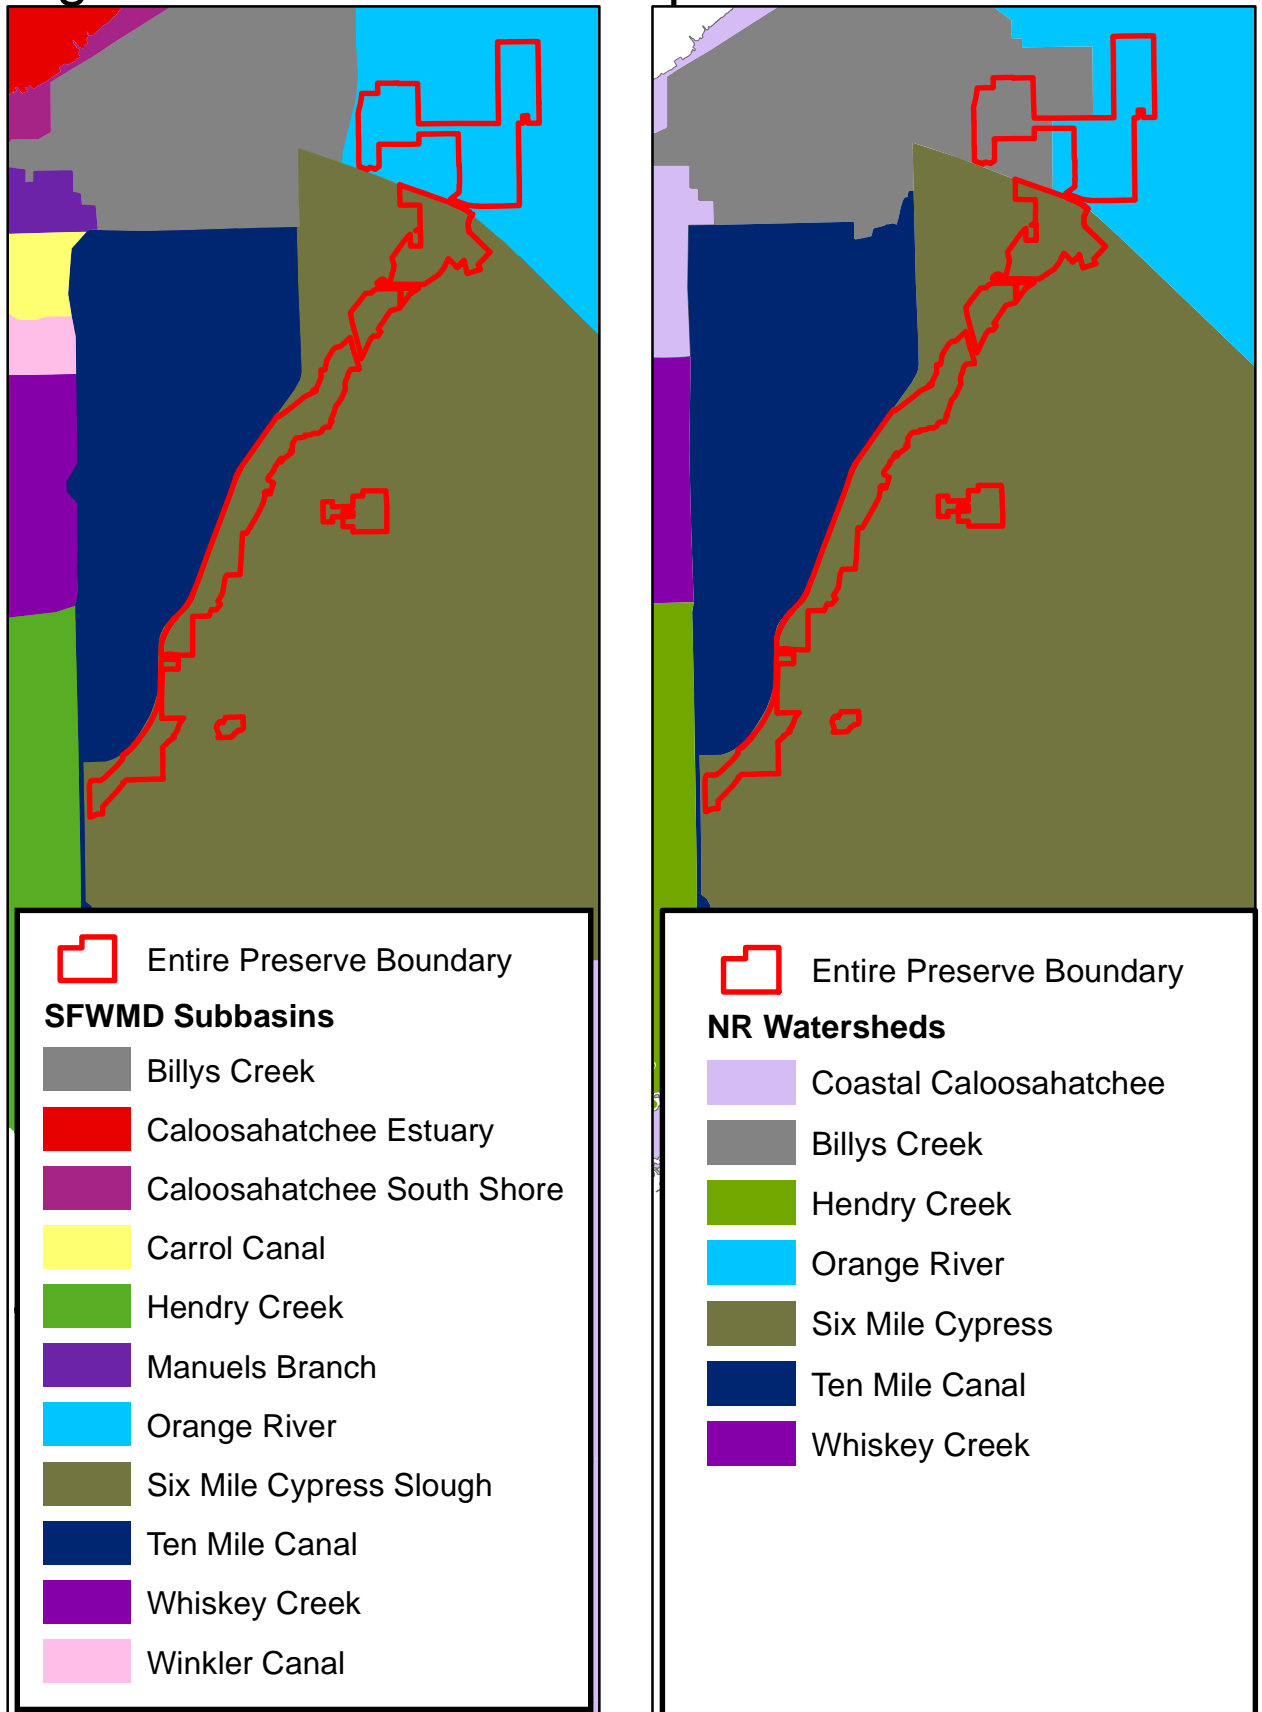 Entire Preserve Boundary
SFWMD Subbasins
Billys Creek
Caloosahatchee Estuary
Caloosahatchee South Shore
Carrol Canal
Hendry Creek
Manuels Branch
Orange River
Six Mile Cypress Slough
Ten Mile Canal
Whiskey Creek
Winkler Canal
Entire Preserve Boundary
NR Watersheds
Coastal Caloosahatchee
Billys Creek
Hendry Creek
Orange River
Six Mile Cypress
Ten Mile Canal
Whiskey Creek